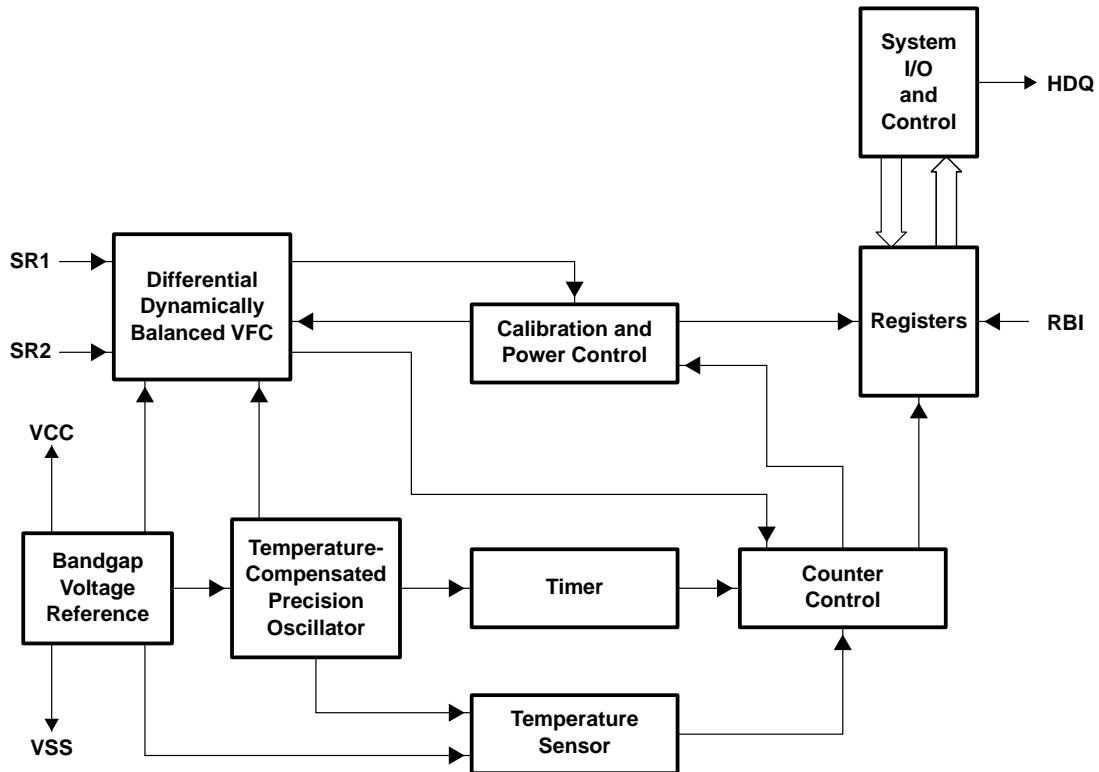 System
I/O
and
Control
HDQ
SR1
SR2
Differential
Dynamically
Balanced VFC
Calibration and
Power Control
Registers
RBI
VCC
Bandgap
Voltage
Reference
Temperature-
Compensated
Precision
Oscillator
Timer
Counter
Control
VSS
Temperature
Sensor